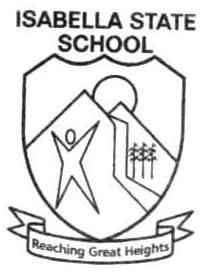 ISABELLA STATE
SCHOOL
Reaching Great Heights